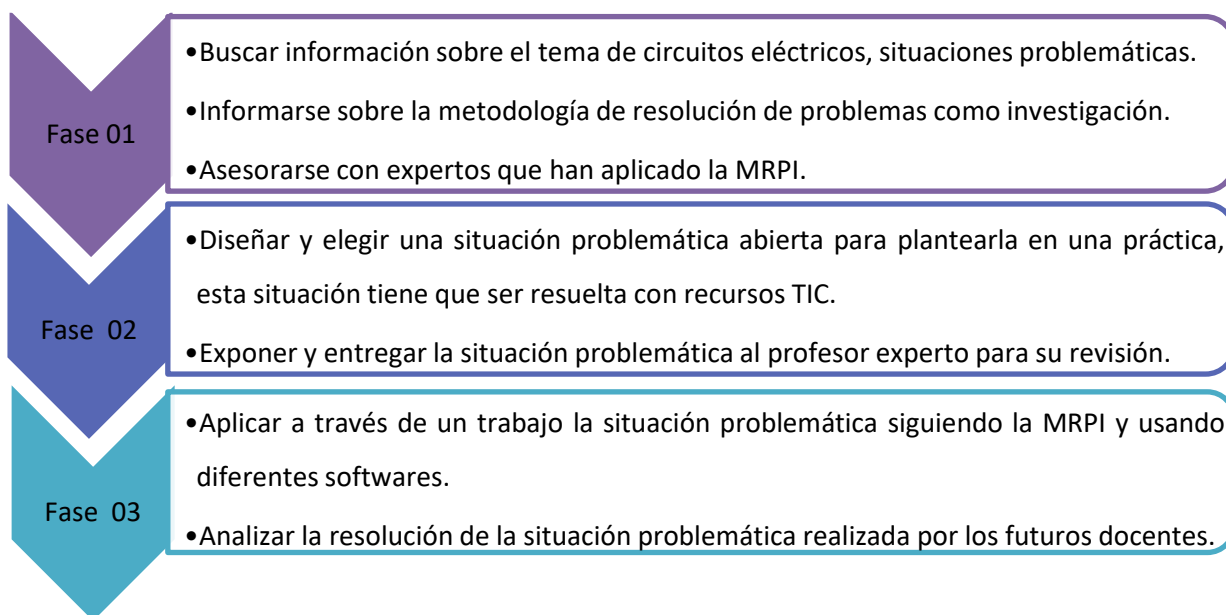 Fase 01
•Buscar información sobre el tema de circuitos eléctricos, situaciones problemáticas.
•Informarse sobre la metodología de resolución de problemas como investigación.
•Asesorarse con expertos que han aplicado la MRPI.
Fase 02
•Diseñar y elegir una situación problemática abierta para plantearla en una práctica,
esta situación tiene que ser resuelta con recursos TIC.
•Exponer y entregar la situación problemática al profesor experto para su revisión.
Fase 03
•Aplicar a través de un trabajo la situación problemática siguiendo la MRPI y usando
diferentes softwares.
•Analizar la resolución de la situación problemática realizada por los futuros docentes.